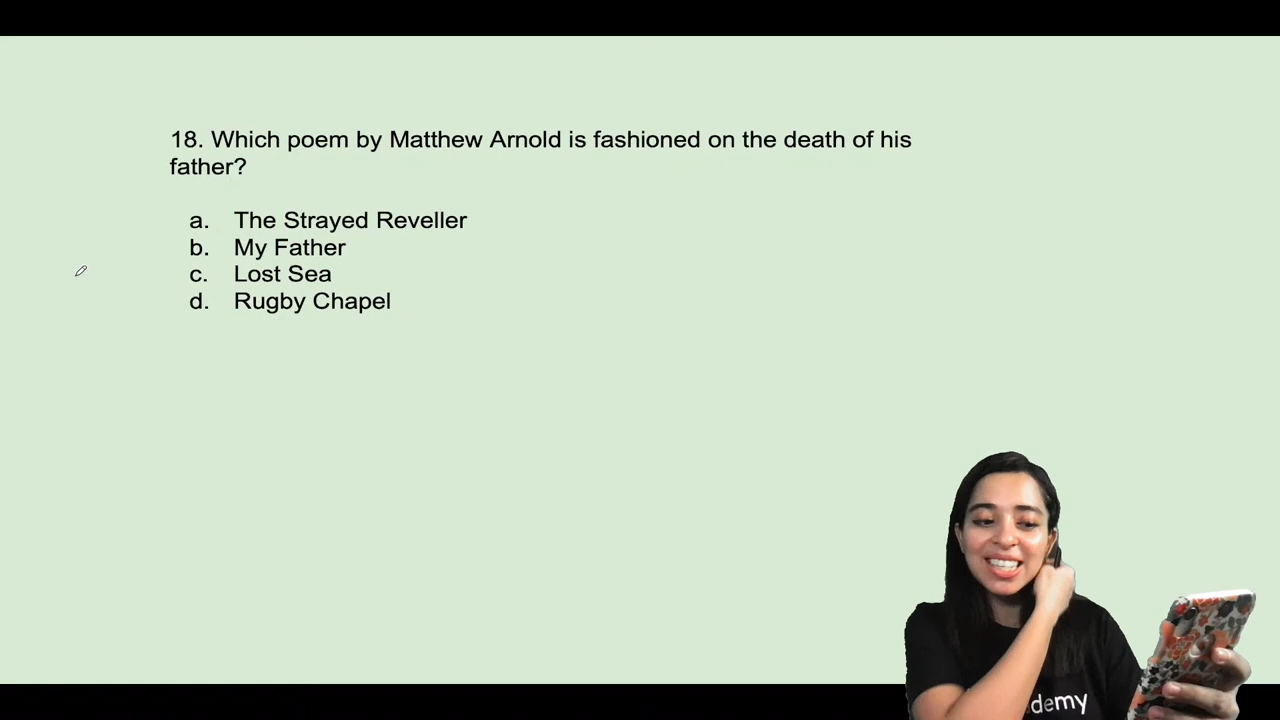 18. Which poem by Matthew Arnold is fashioned on the death of his
father?
a. The Strayed Reveller
b. My Father
c. Lost Sea
d. Rugby Chapel
demy